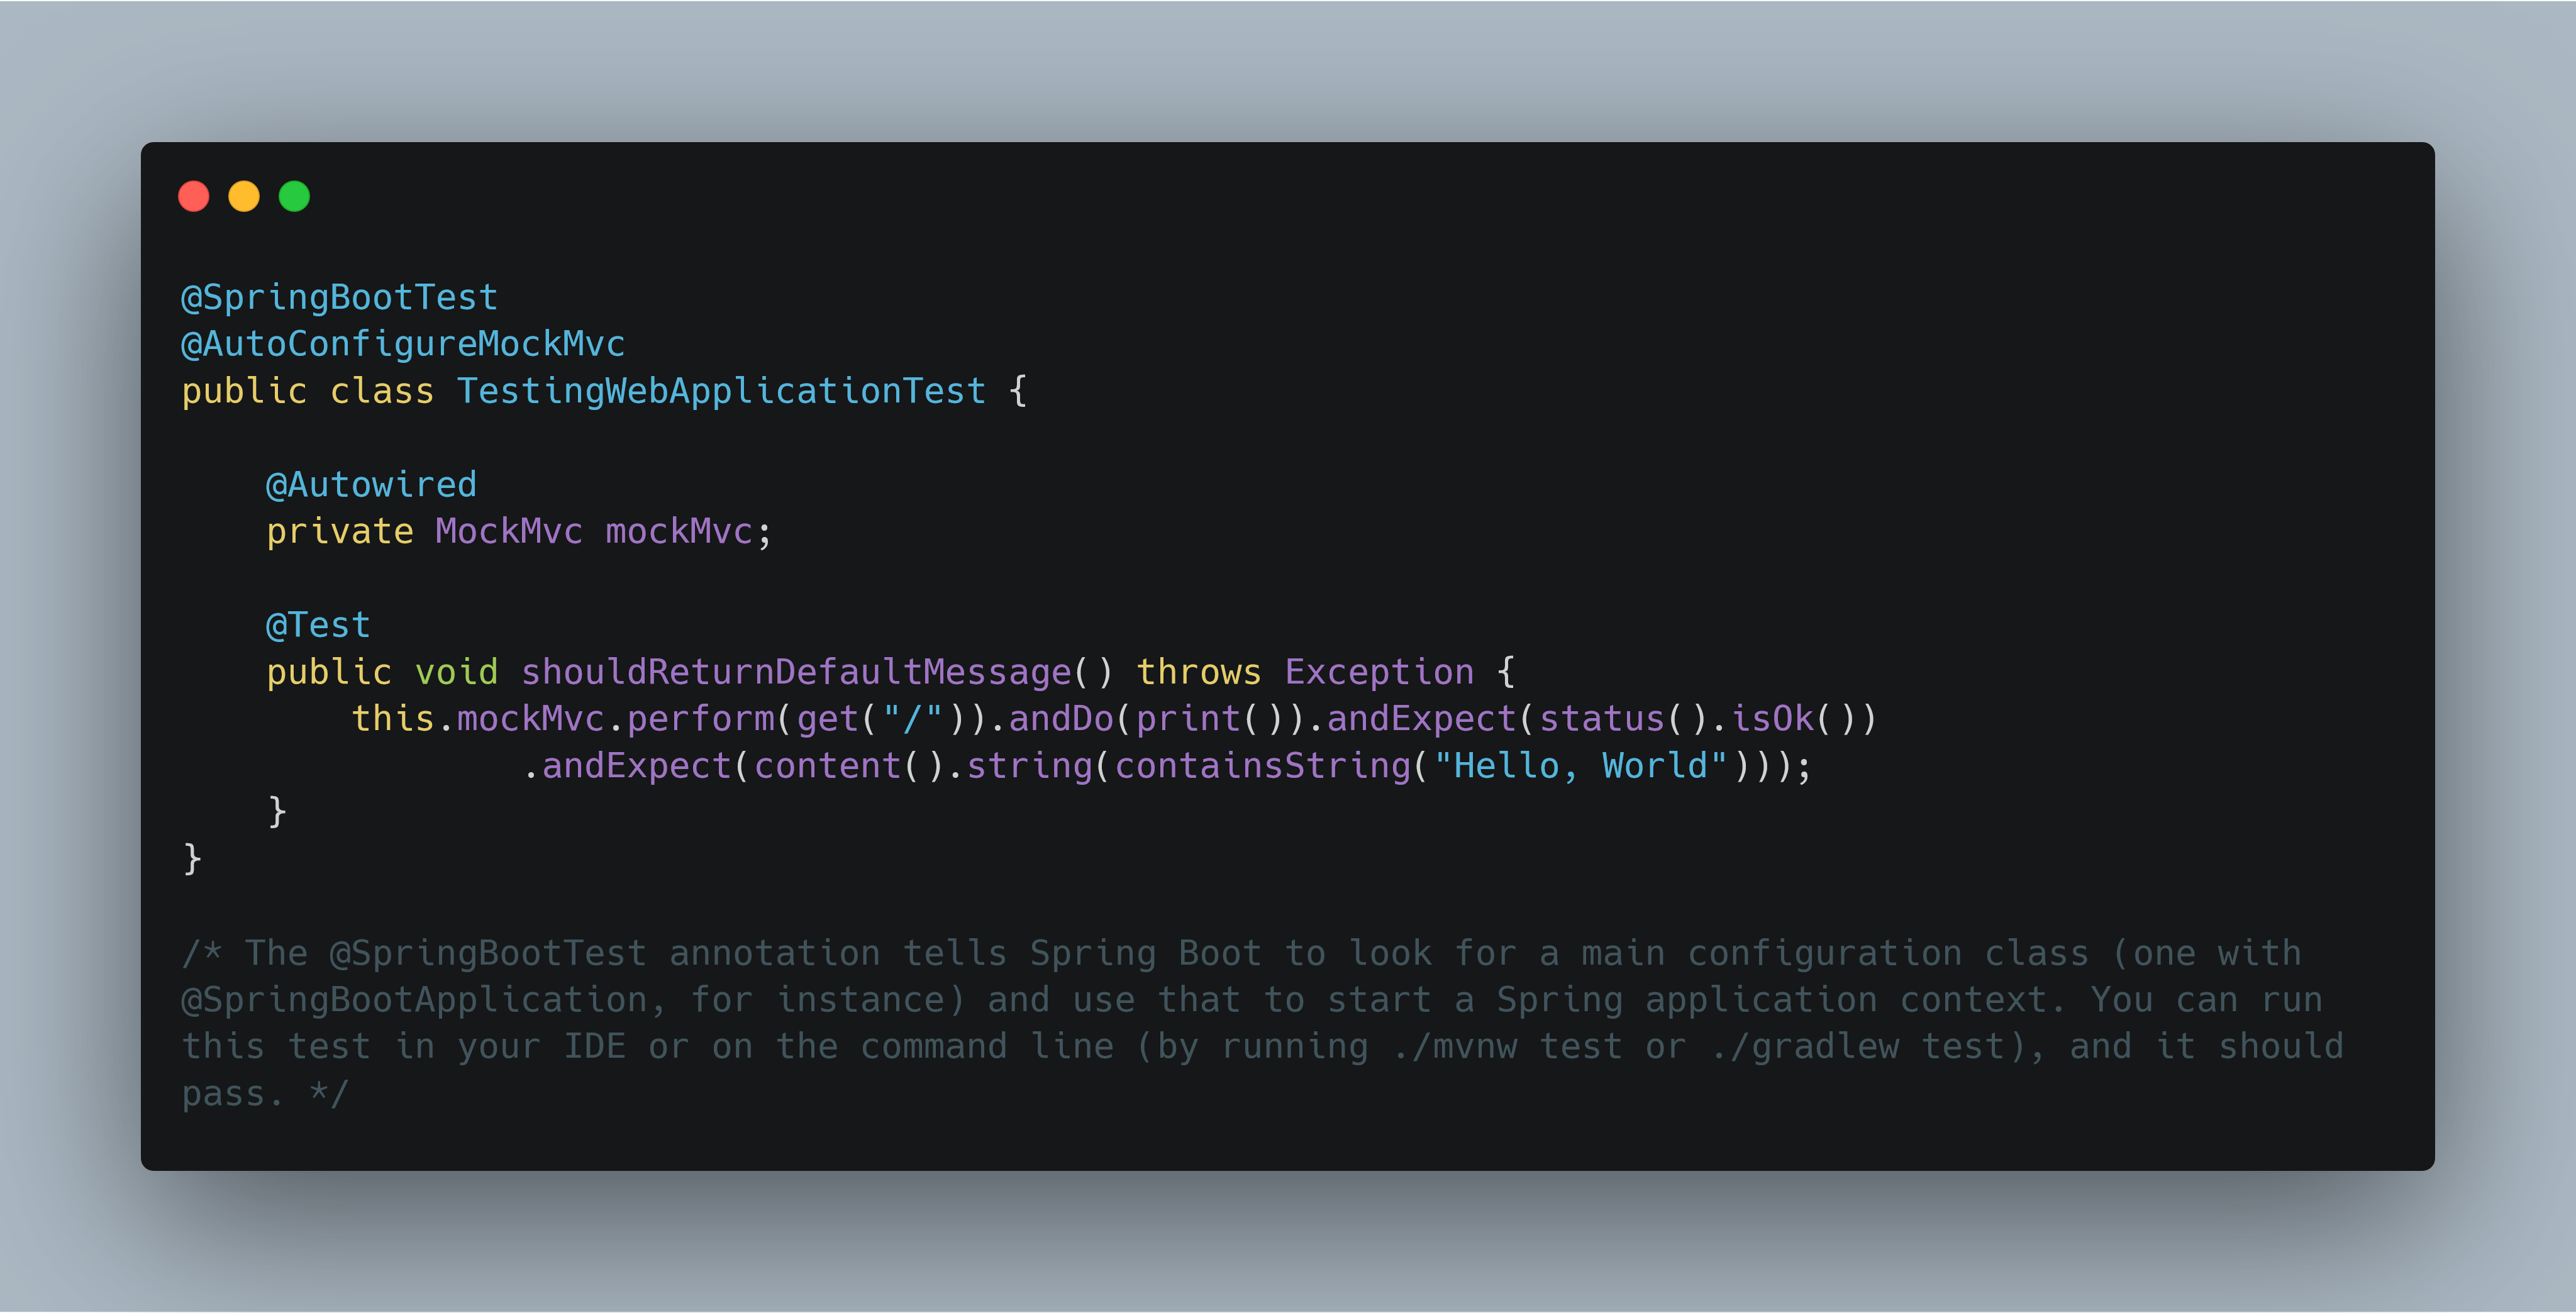 @SpringBootTest
@AutoConfigureMockMvc
public class TestingWebApplicationTest {
    @Autowired
    private MockMvc mockMvc;
    @Test
    public void shouldReturnDefaultMessage() throws Exception {
        this.mockMvc.perform(get("/")).andDo(print()).andExpect(status().isOk())
                .andExpect(content().string(containsString("Hello, World")));
    }
}
/* The @SpringBootTest annotation tells Spring Boot to look for a main configuration class (one with
@SpringBootApplication, for instance) and use that to start a Spring application context. You can run
this test in your IDE or on the command line (by running ./mvnw test or ./gradlew test), and it should
pass. */